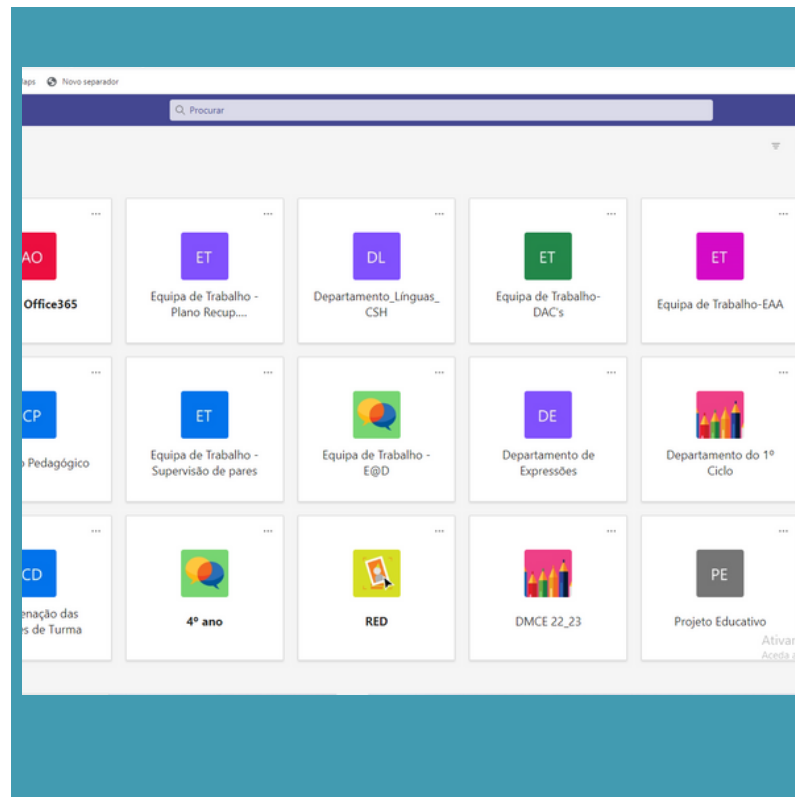 Novo separador
Procurar
AO
ET
DL
ET
ET
Office365
Equipa de Trabalho -
Plano Recup....
Departamento_Línguas_
CSH
Equipa de Trabalho-
DAC's
Equipa de Trabalho-EAA
CP
ET
DE
Pedagógico
Equipa de Trabalho -
Supervisão de pares
Equipa de Trabalho -
E@D
Departamento de
Expressões
Departamento do 1º
Ciclo
CD
PE
enação das
s de Turma
4º ano
RED
DMCE 22_23
Projeto Educativo
Ativar
Aceda a